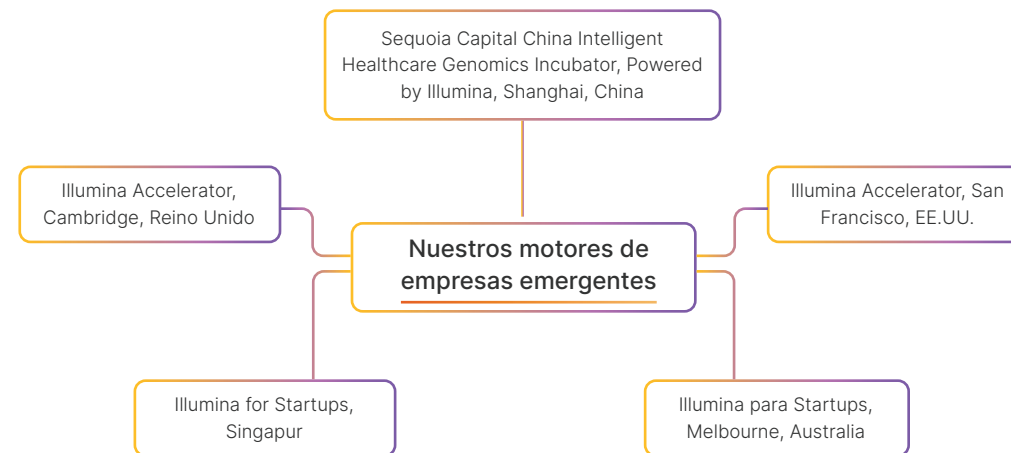 Sequoia Capital China Intelligent
Healthcare Genomics Incubator, Powered
by Illumina, Shanghai, China
Illumina Accelerator,
Cambridge, Reino Unido
Illumina Accelerator, San
Francisco, EE.UU.
Nuestros motores de
empresas emergentes
Illumina for Startups,
Singapur
Illumina para Startups,
Melbourne, Australia